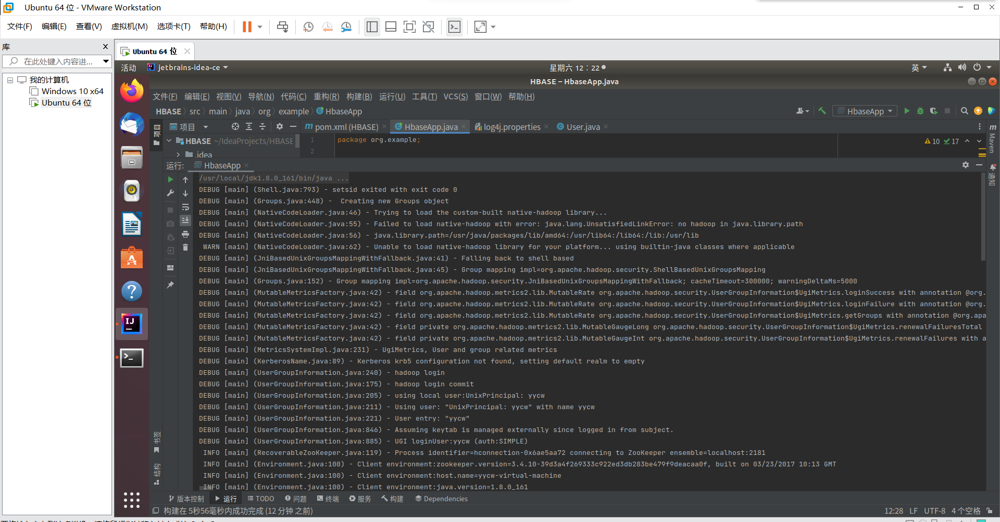 Ubuntu 64 位 - VMware Workstation
文件(F) 编辑(E) 查看(V) 虚拟机(M) 选项卡(T) 帮助(H)
库
在此处键入内容进...
我的计算机
Windows 10 x64
Ubuntu 64 位
Ubuntu 64 位
活动 jetbrains-idea-ce 星期六 12：22 英
HBASE – HbaseApp.java
文件(F) 编辑(E) 视图(V) 导航(N) 代码(C) 重构(R) 构建(B) 运行(U) 工具(T) VCS(S) 窗口(W) 帮助(H)
HBASE src main java org example HbaseApp HbaseApp
项目 项目 pom.xml (HBASE) HbaseApp.java log4j.properties User.java
HBASE ~/IdeaProjects/HBASE 1 package org.example; 10 17
.idea 2
Maven
通知
运行: HbaseApp
/usr/local/jdk1.8.0_161/bin/java ...
DEBUG [main] (Shell.java:793) - setsid exited with exit code 0
DEBUG [main] (Groups.java:448) -  Creating new Groups object
DEBUG [main] (NativeCodeLoader.java:46) - Trying to load the custom-built native-hadoop library...
DEBUG [main] (NativeCodeLoader.java:55) - Failed to load native-hadoop with error: java.lang.UnsatisfiedLinkError: no hadoop in java.library.path
DEBUG [main] (NativeCodeLoader.java:56) - java.library.path=/usr/java/packages/lib/amd64:/usr/lib64:/lib64:/lib:/usr/lib
WARN [main] (NativeCodeLoader.java:62) - Unable to load native-hadoop library for your platform... using builtin-java classes where applicable
DEBUG [main] (JniBasedUnixGroupsMappingWithFallback.java:41) - Falling back to shell based
DEBUG [main] (JniBasedUnixGroupsMappingWithFallback.java:45) - Group mapping impl=org.apache.hadoop.security.ShellBasedUnixGroupsMapping
DEBUG [main] (Groups.java:152) - Group mapping impl=org.apache.hadoop.security.JniBasedUnixGroupsMappingWithFallback; cacheTimeout=300000; warningDeltaMs=5000
DEBUG [main] (MutableMetricsFactory.java:42) - field org.apache.hadoop.metrics2.lib.MutableRate org.apache.hadoop.security.UserGroupInformation$UgiMetrics.loginSuccess with annotation @org.
DEBUG [main] (MutableMetricsFactory.java:42) - field org.apache.hadoop.metrics2.lib.MutableRate org.apache.hadoop.security.UserGroupInformation$UgiMetrics.loginFailure with annotation @org.
DEBUG [main] (MutableMetricsFactory.java:42) - field org.apache.hadoop.metrics2.lib.MutableRate org.apache.hadoop.security.UserGroupInformation$UgiMetrics.getGroups with annotation @org.apa
DEBUG [main] (MutableMetricsFactory.java:42) - field private org.apache.hadoop.metrics2.lib.MutableGaugeLong org.apache.hadoop.security.UserGroupInformation$UgiMetrics.renewalFailuresTotal
DEBUG [main] (MutableMetricsFactory.java:42) - field private org.apache.hadoop.metrics2.lib.MutableGaugeInt org.apache.hadoop.security.UserGroupInformation$UgiMetrics.renewalFailures with a
DEBUG [main] (MetricsSystemImpl.java:231) - UgiMetrics, User and group related metrics
DEBUG [main] (KerberosName.java:89) - Kerberos krb5 configuration not found, setting default realm to empty
DEBUG [main] (UserGroupInformation.java:240) - hadoop login
DEBUG [main] (UserGroupInformation.java:175) - hadoop login commit
DEBUG [main] (UserGroupInformation.java:205) - using local user:UnixPrincipal: yycw
DEBUG [main] (UserGroupInformation.java:211) - Using user: "UnixPrincipal: yycw" with name yycw
DEBUG [main] (UserGroupInformation.java:221) - User entry: "yycw"
DEBUG [main] (UserGroupInformation.java:846) - Assuming keytab is managed externally since logged in from subject.
DEBUG [main] (UserGroupInformation.java:885) - UGI loginUser:yycw (auth:SIMPLE)
INFO [main] (RecoverableZooKeeper.java:119) - Process identifier=hconnection-0x6ae5aa72 connecting to ZooKeeper ensemble=localhost:2181
INFO [main] (Environment.java:100) - Client environment:zookeeper.version=3.4.10-39d3a4f269333c922ed3db283be479f9deacaa0f, built on 03/23/2017 10:13 GMT
INFO [main] (Environment.java:100) - Client environment:host.name=yycw-virtual-machine
INFO [main] (Environment.java:100) - Client environment:java.version=1.8.0_161
书签
结构
版本控制 运行 TODO 问题 终端 服务 构建 Dependencies
构建在 5秒56毫秒内成功完成 (12 分钟 之前) 12:28 LF UTF-8 4 个空格